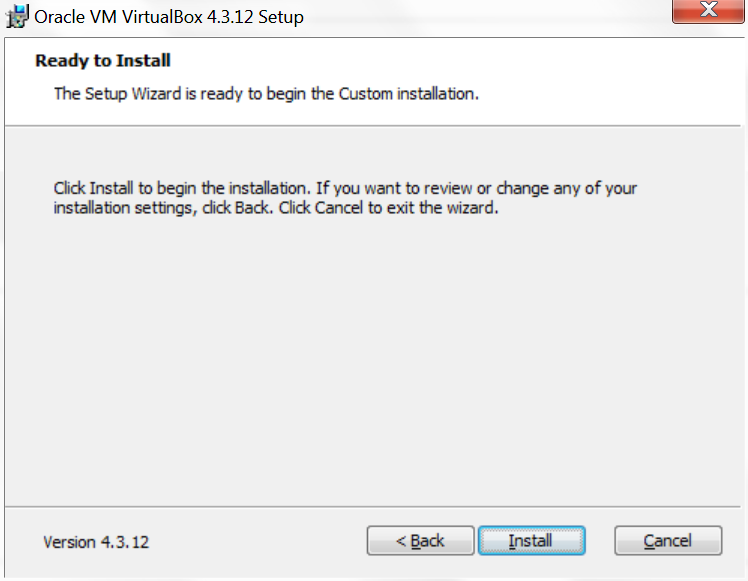 Oracle VM VirtualBox 4.3.12 Setup
Ready to Install
The Setup Wizard is ready to begin the Custom installation.
Click Install to begin the installation. If you want to review or change any of your
installation settings, click Back. Click Cancel to exit the wizard.
Version 4.3.12
< Back
Install
Cancel